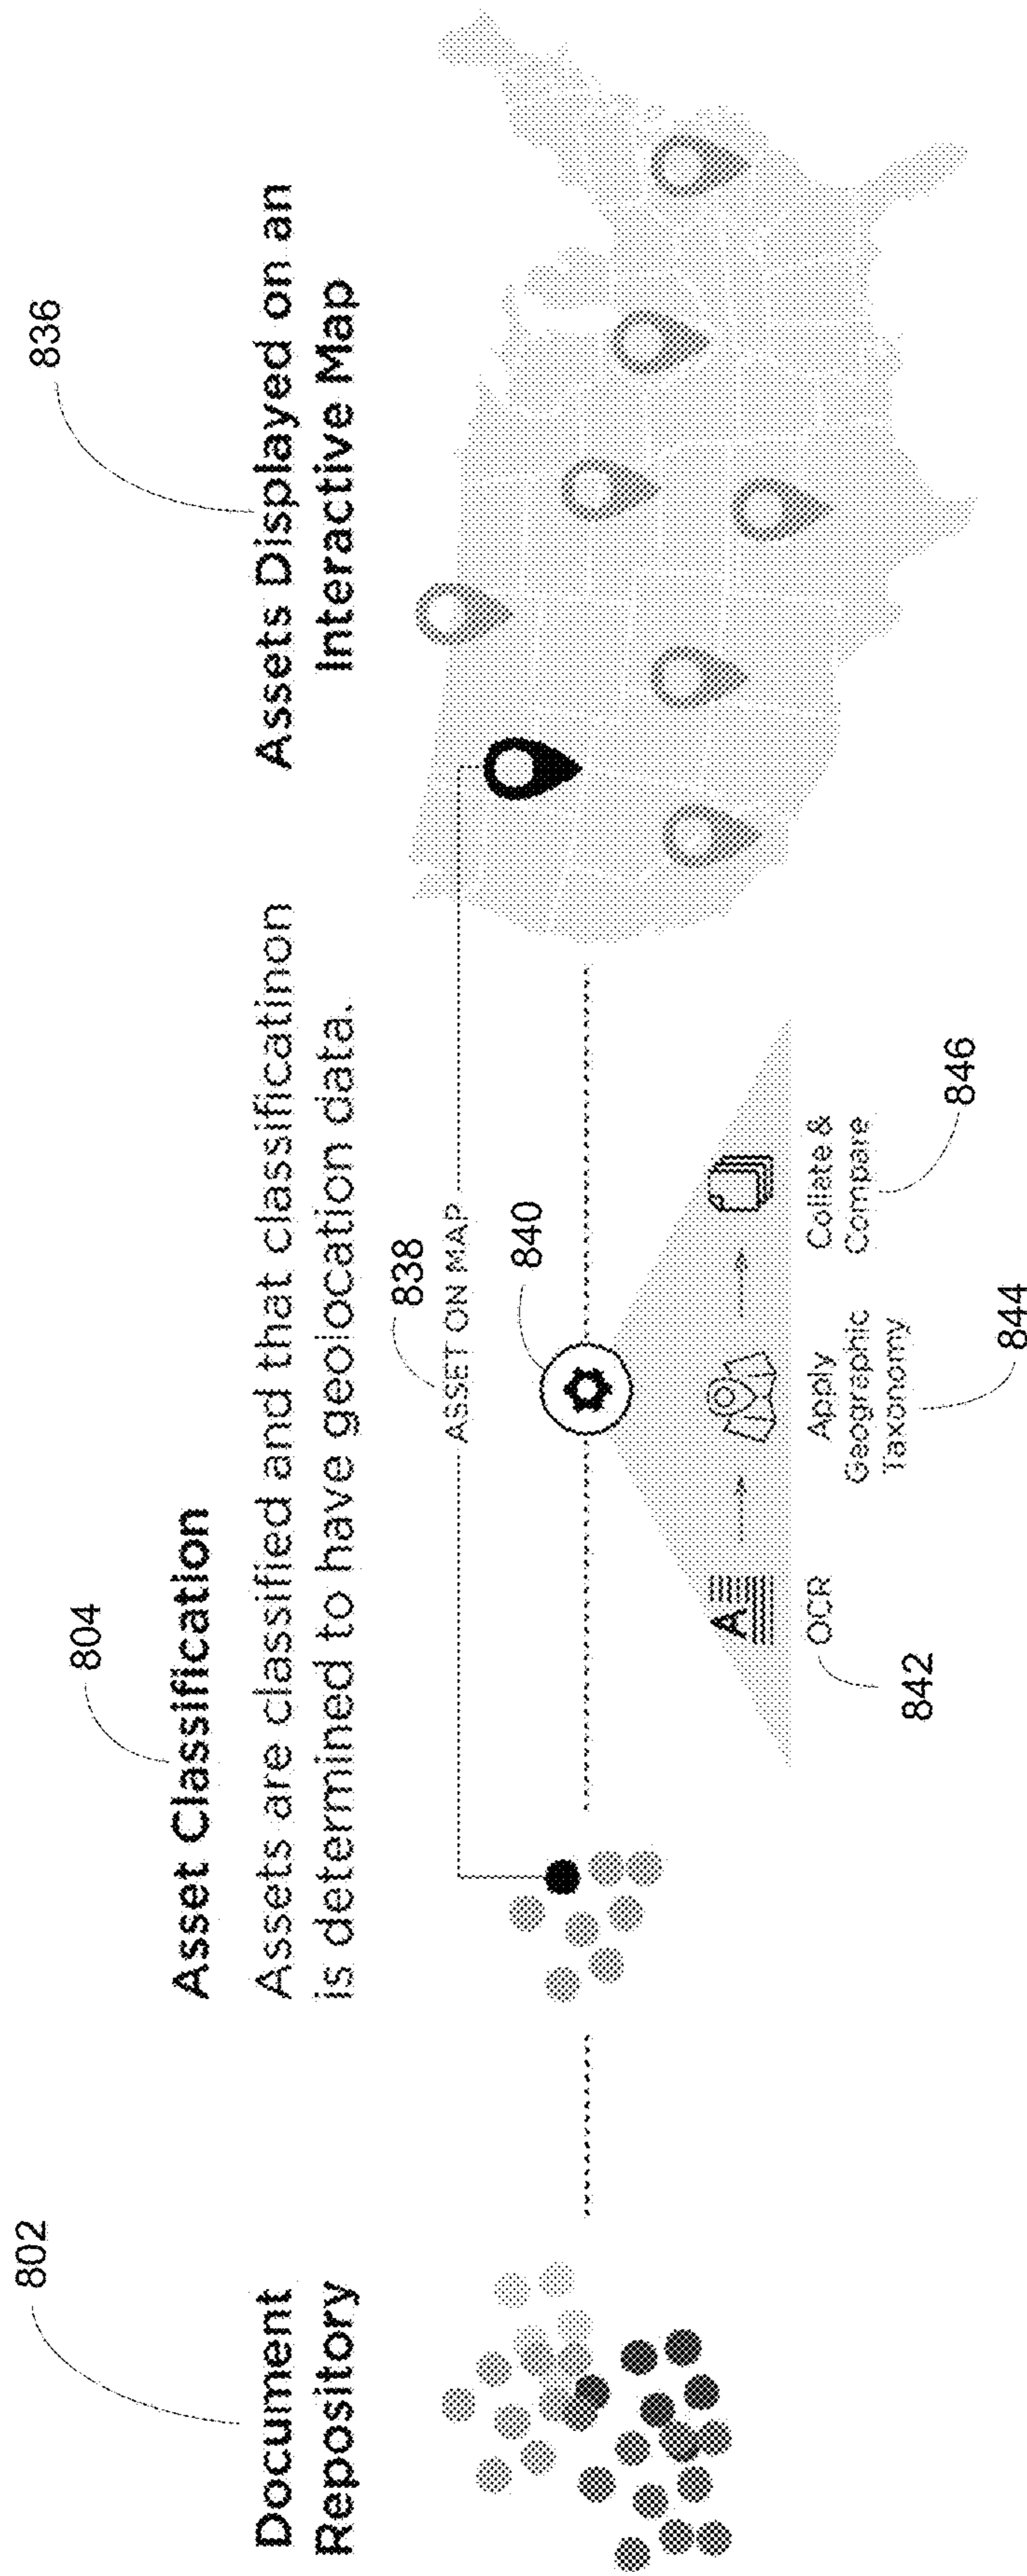 802
Document
Repository
804
Asset Classification
Assets are classified and that classificatinon
is determined to have geolocation data.
838
ASSET ON MAP
840
842
OCR
Apply
Geographic
Taxonomy
844
Collate &
Compare
846
836
Assets Displayed on an
Interactive Map